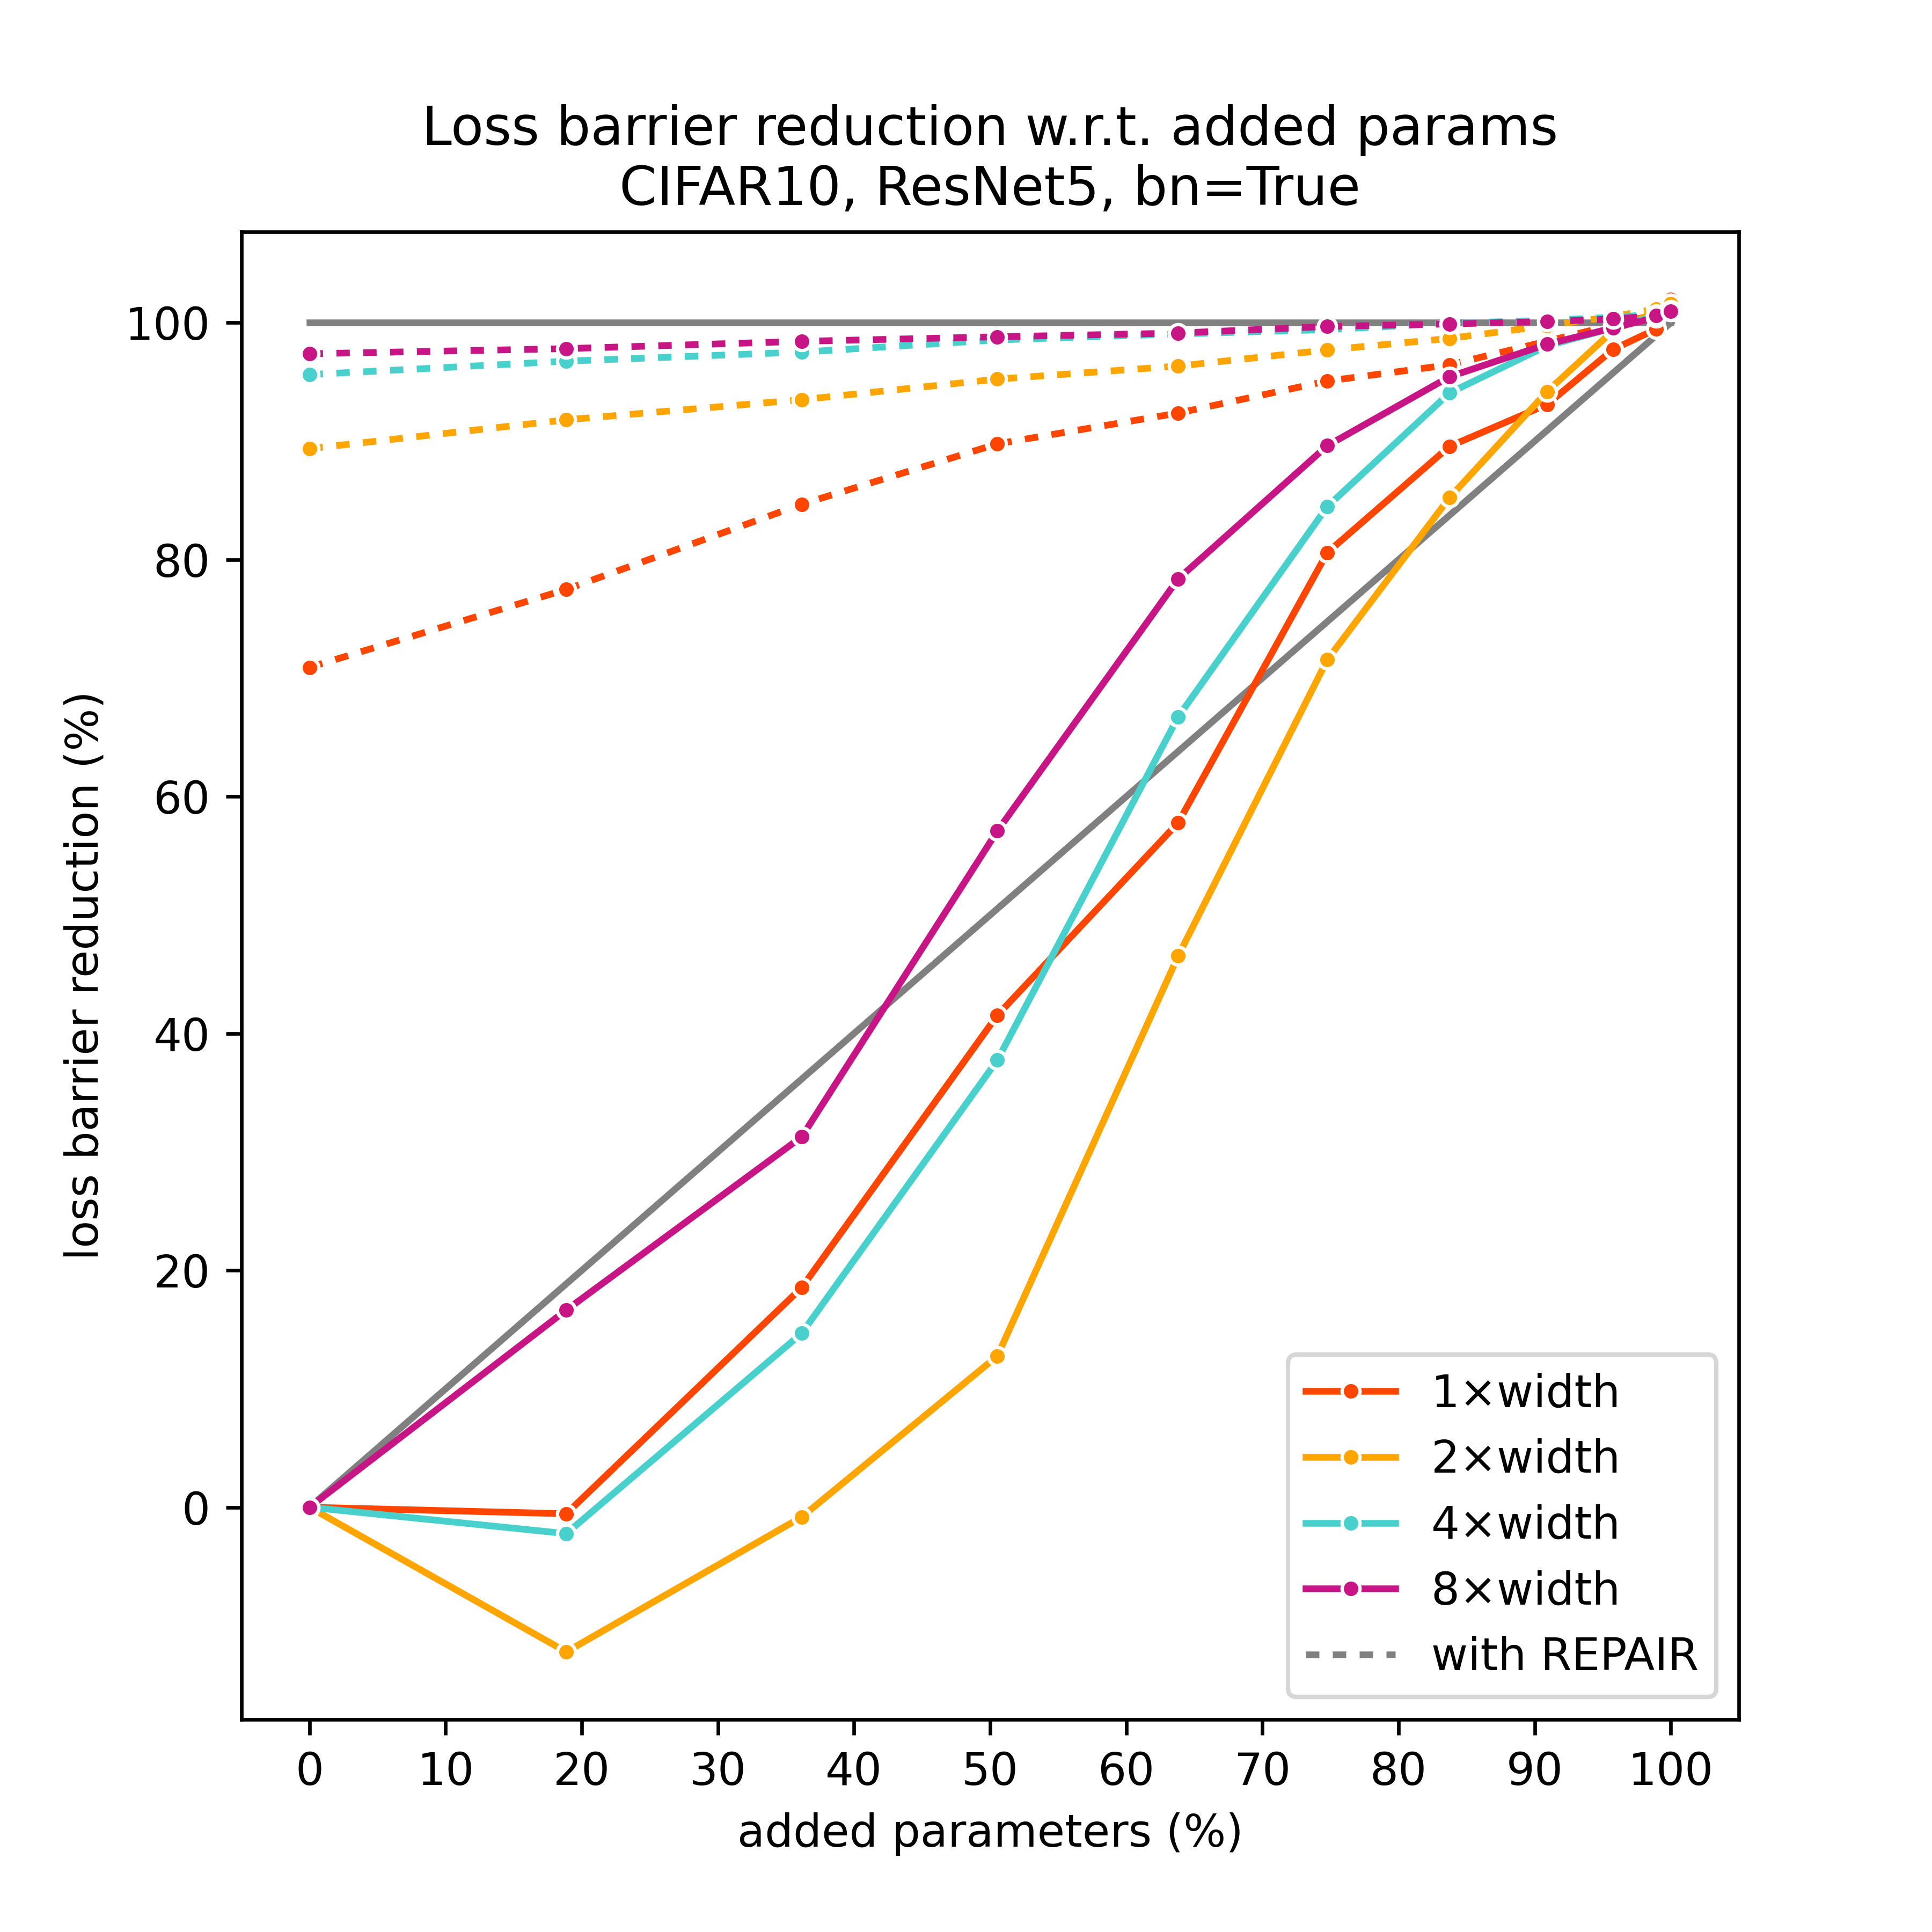 Loss barrier reduction w.r.t. added params
CIFAR10, ResNet5, bn=True
loss barrier reduction (%)
100
80
60
40
20
0
0 10 20 30 40 50 60 70 80 90 100
added parameters (%)
1×width
2×width
4×width
8×width
with REPAIR